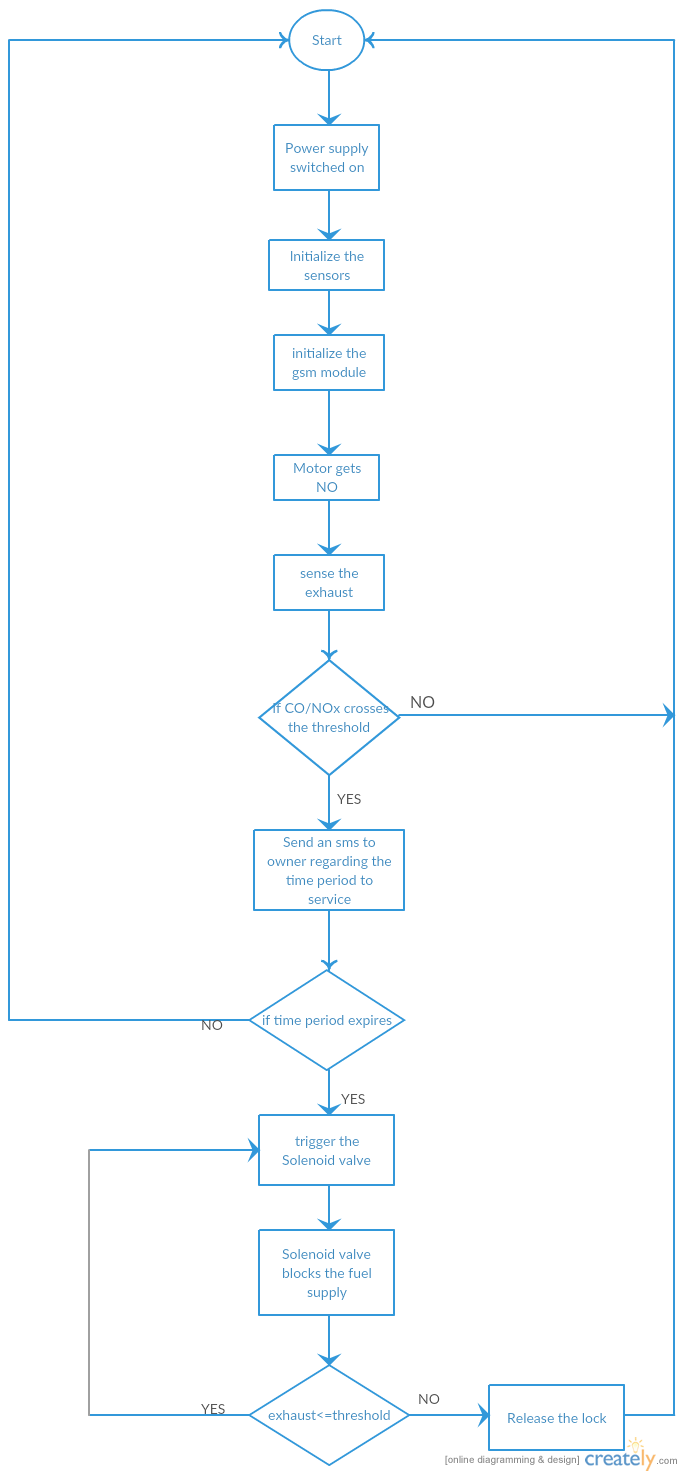 Start
Power supply
switched on
Initialize the
sensors
initialize the
gsm module
Motor gets
NO
sense the
exhaust
If CO/NOx crosses
the threshold
NO
YES
Send an sms to
owner regarding the
time period to
service
if time period expires
NO
YES
trigger the
Solenoid valve
Solenoid valve
blocks the fuel
supply
exhaust<=threshold
YES
NO
Release the lock
[online diagramming & design] creately.com